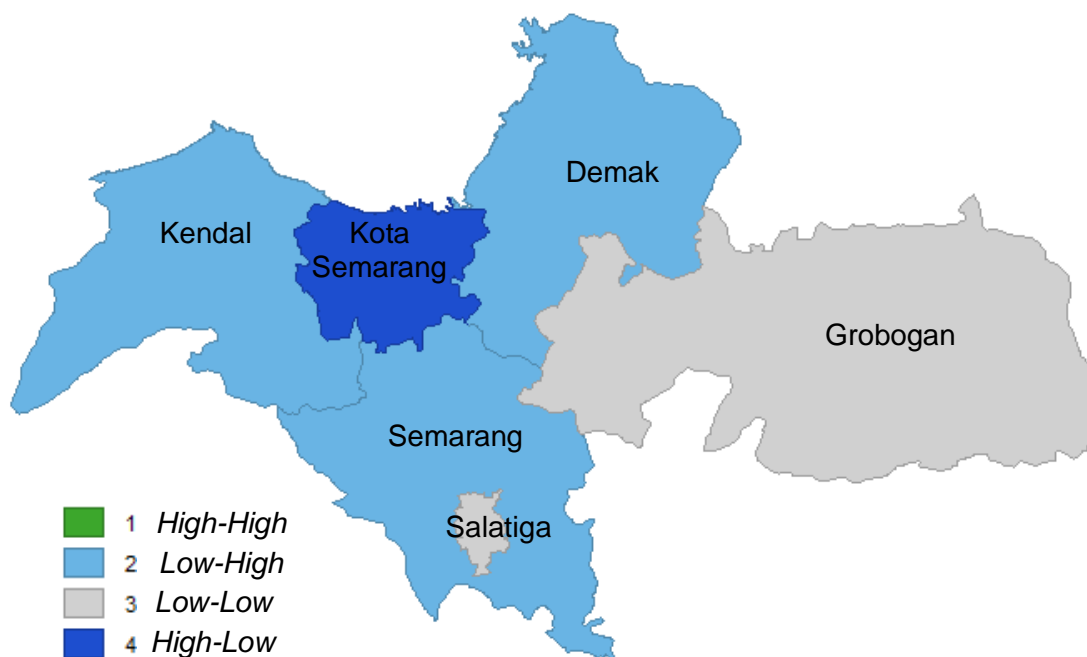 Demak
Kendal
Kota
Semarang
Grobogan
Semarang
Salatiga
1 High-High
2 Low-High
3 Low-Low
4 High-Low